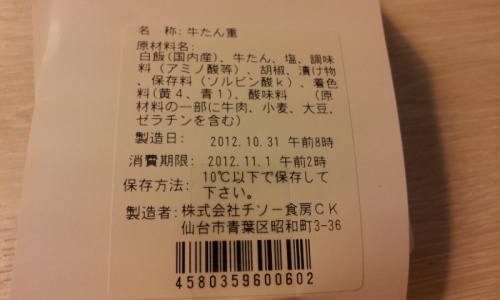 名　称:牛たん重
原材料名:
白飯(国内産)、牛たん、塩、調味
料（アミノ酸等）、胡椒、漬け物
、保存料（ソルビン酸ｋ）、着色
料(黄４、青１)、酸味料　（原
材料の一部に牛肉、小麦、大豆、
ゼラチンを含む）
製造日:　2012.10.31 午前8時
消費期限:　2012.11.1 午前2時
保存方法:　10℃以下で保存して
下さい。
製造者:　株式会社チソー食房ＣＫ
仙台市青葉区昭和町3-36
4580359600602